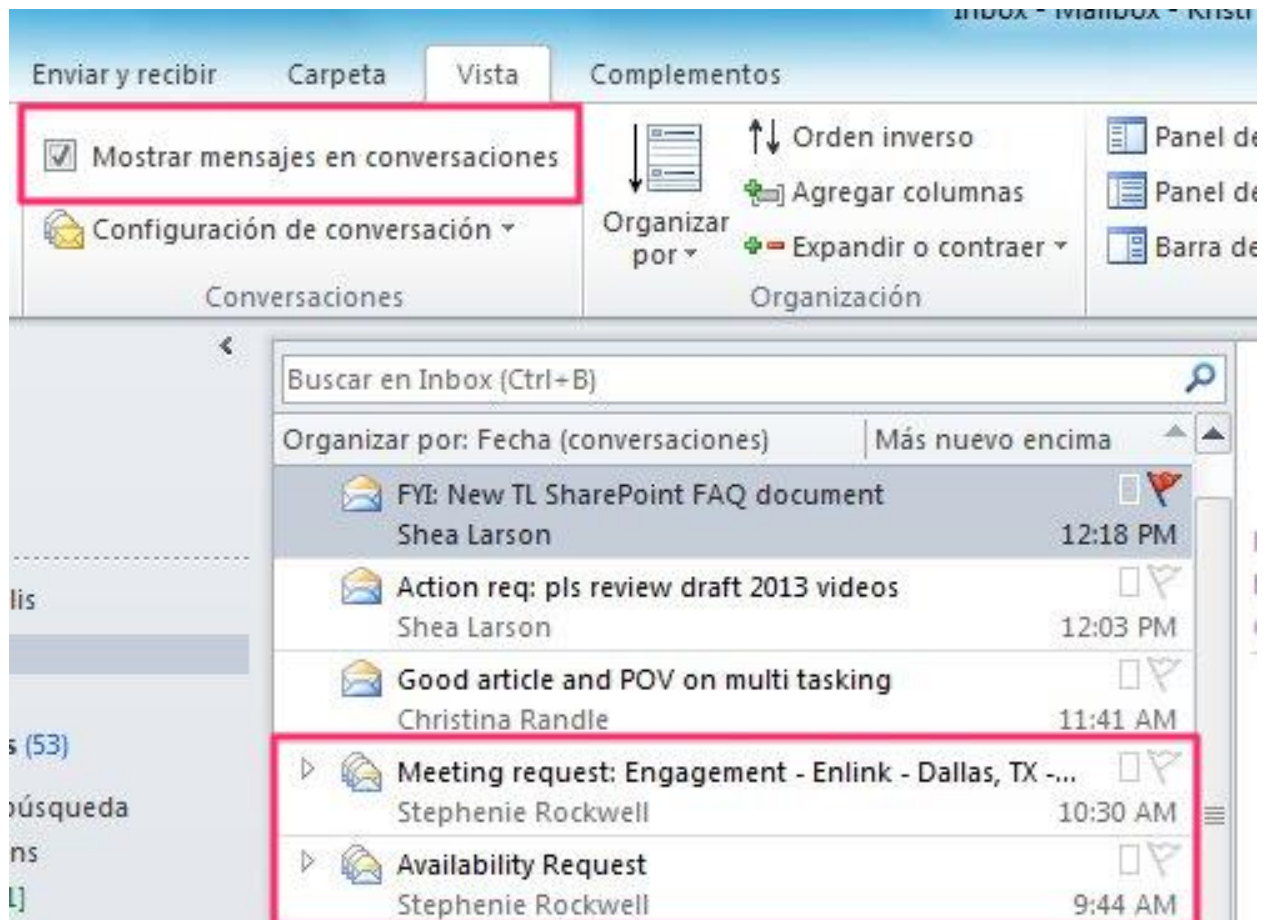 Inbox - Mailbox - Kristi
Enviar y recibir Carpeta Vista Complementos
Mostrar mensajes en conversaciones
Configuración de conversación
Conversaciones
Organizar
por
Orden inverso
Agregar columnas
Expandir o contraer
Organización
Panel de
Panel de
Barra de
Buscar en Inbox (Ctrl+B)
Organizar por: Fecha (conversaciones) Más nuevo encima
FYI: New TL SharePoint FAQ document
Shea Larson 12:18 PM
Action req: pls review draft 2013 videos
Shea Larson 12:03 PM
Good article and POV on multi tasking
Christina Randle 11:41 AM
Meeting request: Engagement - Enlink - Dallas, TX -...
Stephenie Rockwell 10:30 AM
Availability Request
Stephenie Rockwell 9:44 AM
lis
s (53)
búsqueda
ns
1]